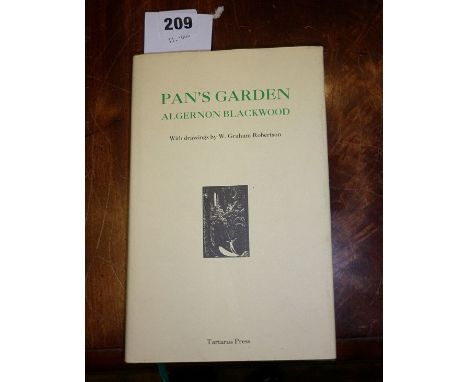 209
PAN'S GARDEN
ALGERNON BLACKWOOD
With drawings by W. Graham Robertson
Tartarus Press